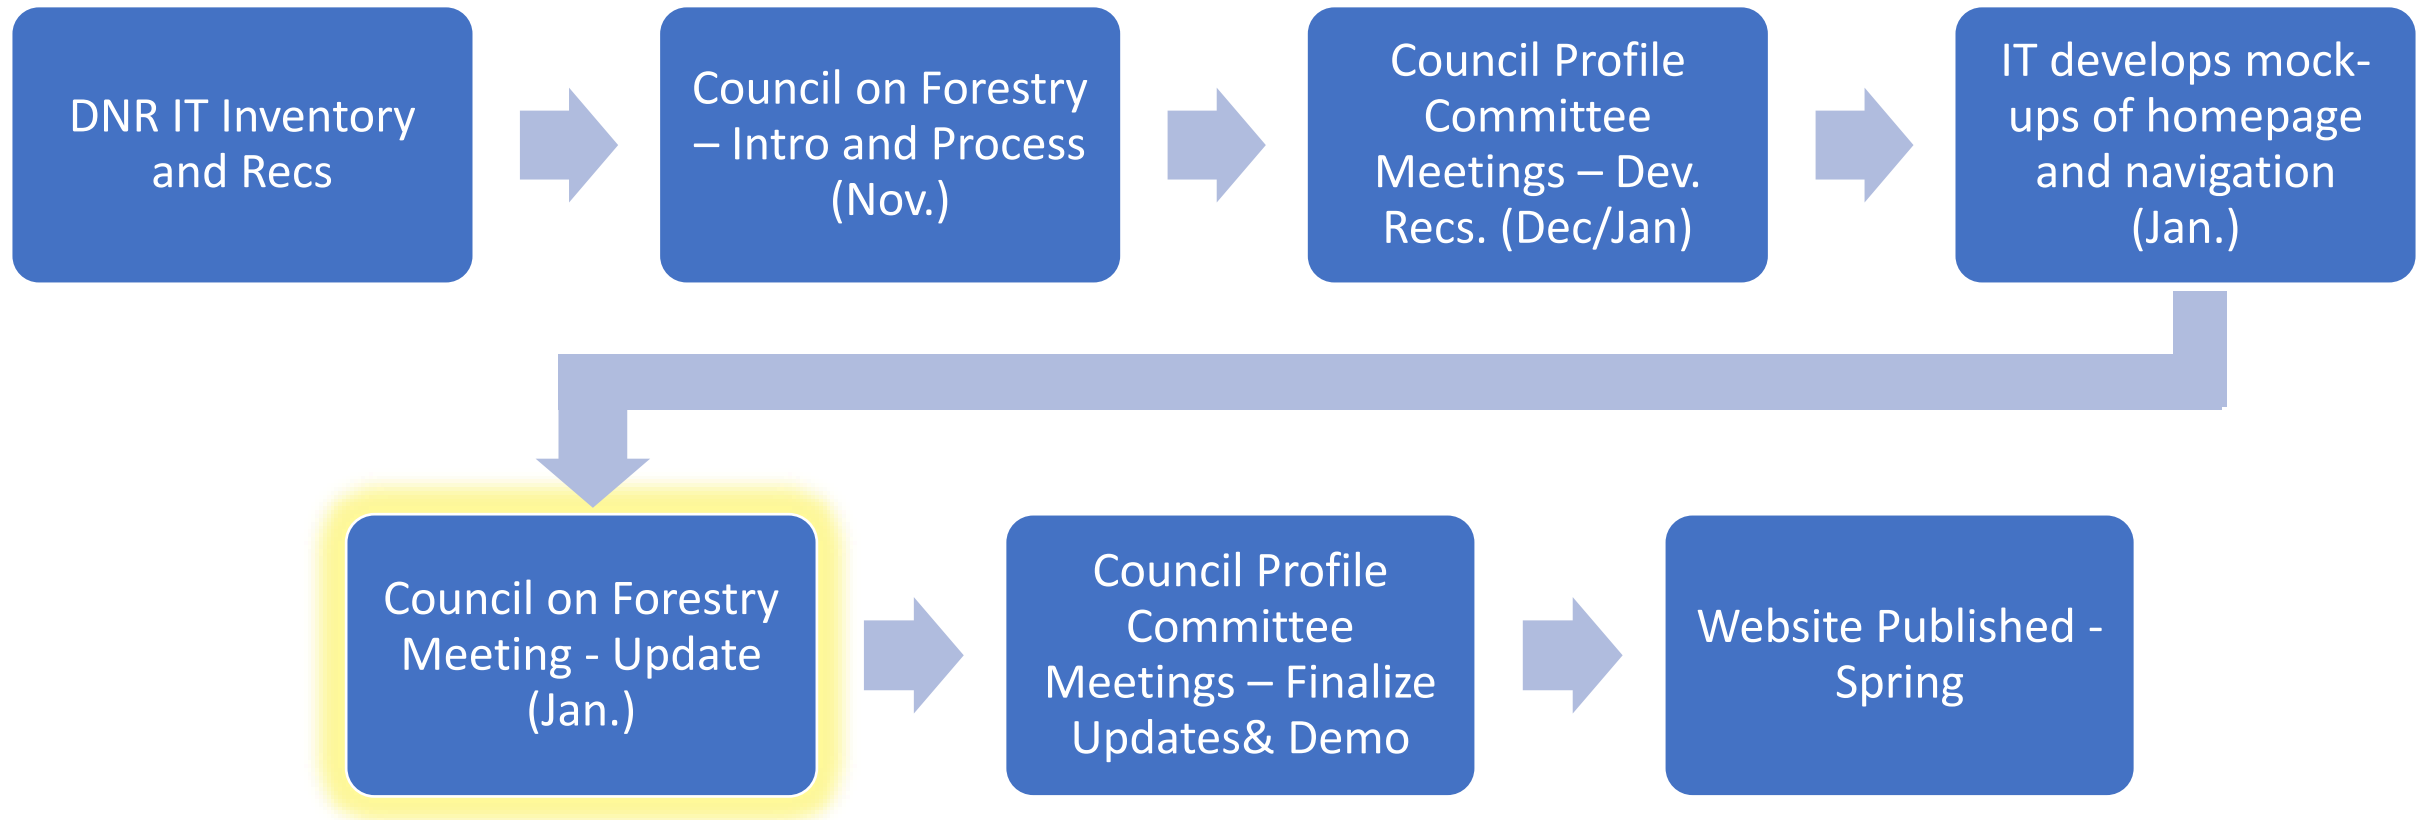 DNR IT Inventory
and Recs
Council on Forestry
– Intro and Process
(Nov.)
Council Profile
Committee
Meetings – Dev.
Recs. (Dec/Jan)
IT develops mock-
ups of homepage
and navigation
(Jan.)
Council on Forestry
Meeting - Update
(Jan.)
Council Profile
Committee
Meetings – Finalize
Updates& Demo
Website Published -
Spring